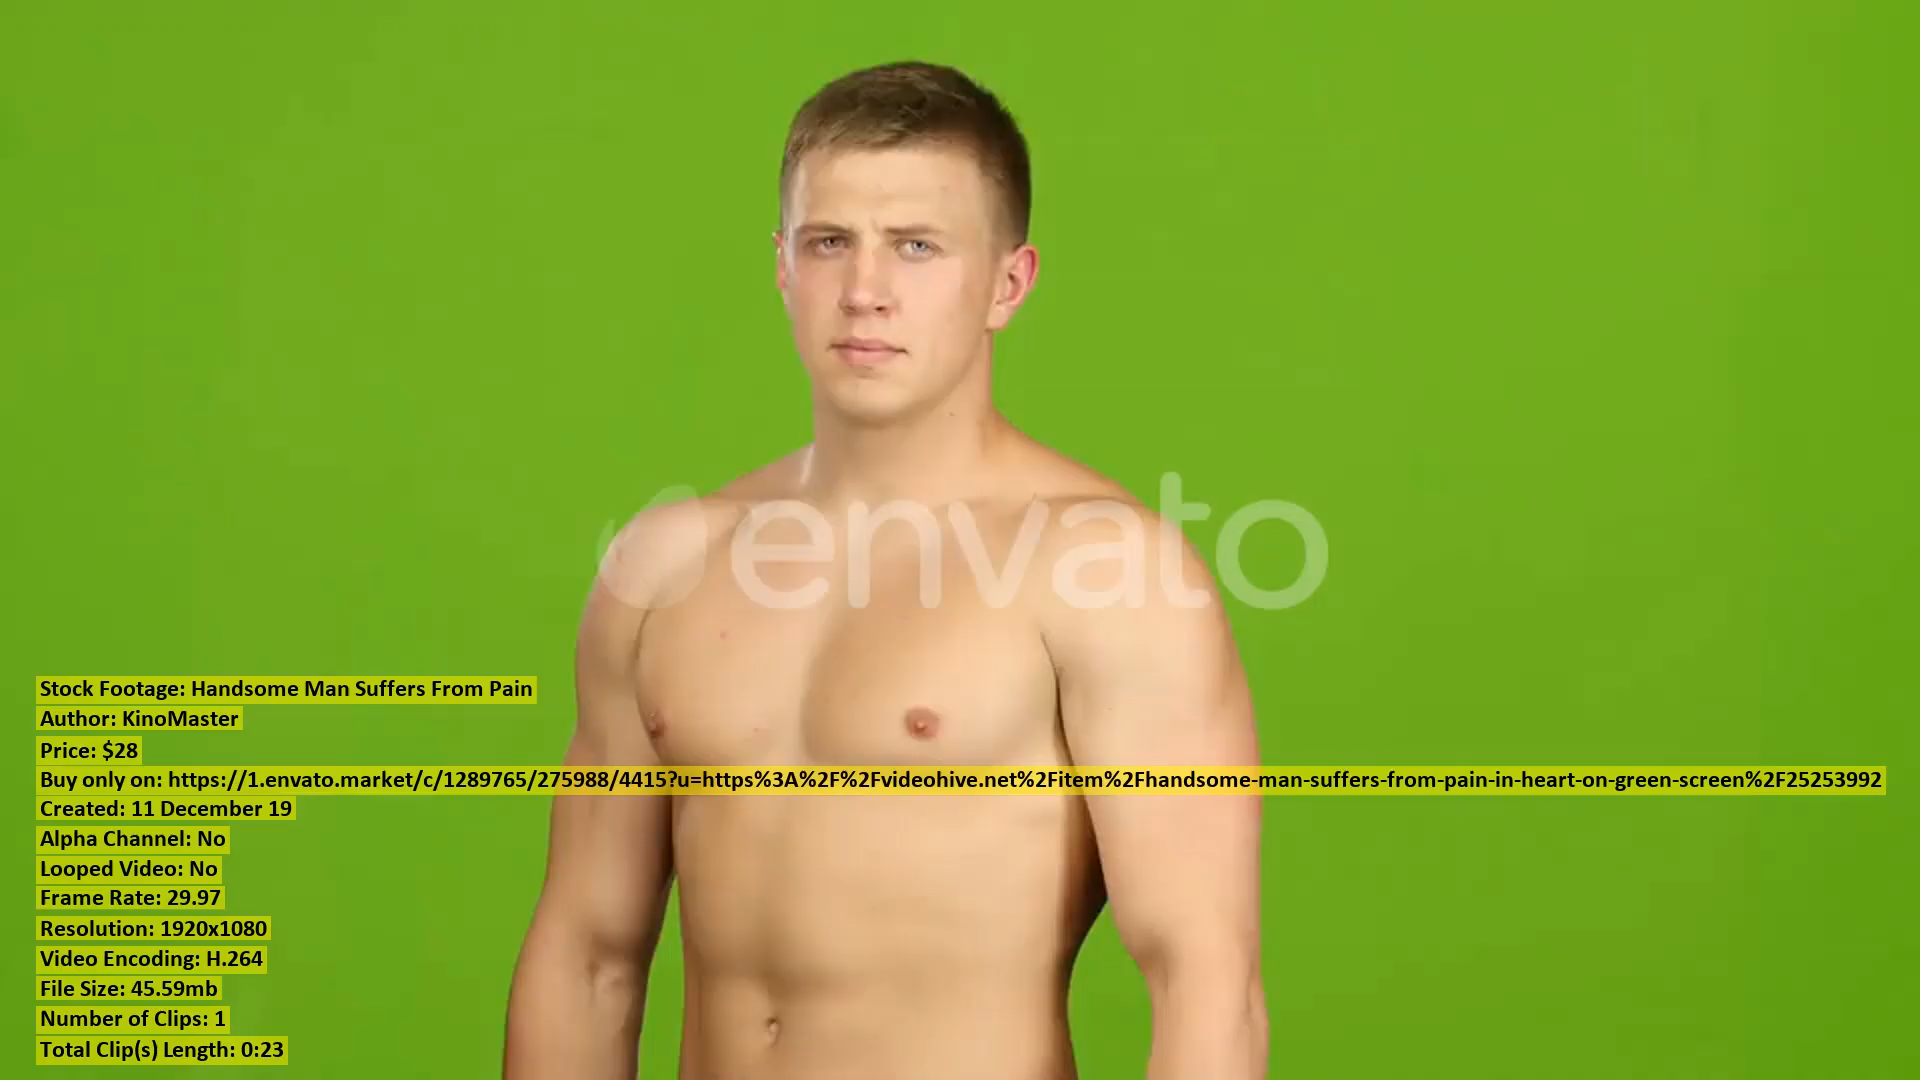 envato
Stock Footage: Handsome Man Suffers From Pain
Author: KinoMaster
Price: $28
Buy only on: https://1.envato.market/c/1289765/275988/4415?u=https%3A%2F%2Fvideohive.net%2Fitem%2Fhandsome-man-suffers-from-pain-in-heart-on-green-screen%2F25253992
Created: 11 December 19
Alpha Channel: No
Looped Video: No
Frame Rate: 29.97
Resolution: 1920x1080
Video Encoding: H.264
File Size: 45.59mb
Number of Clips: 1
Total Clip(s) Length: 0:23